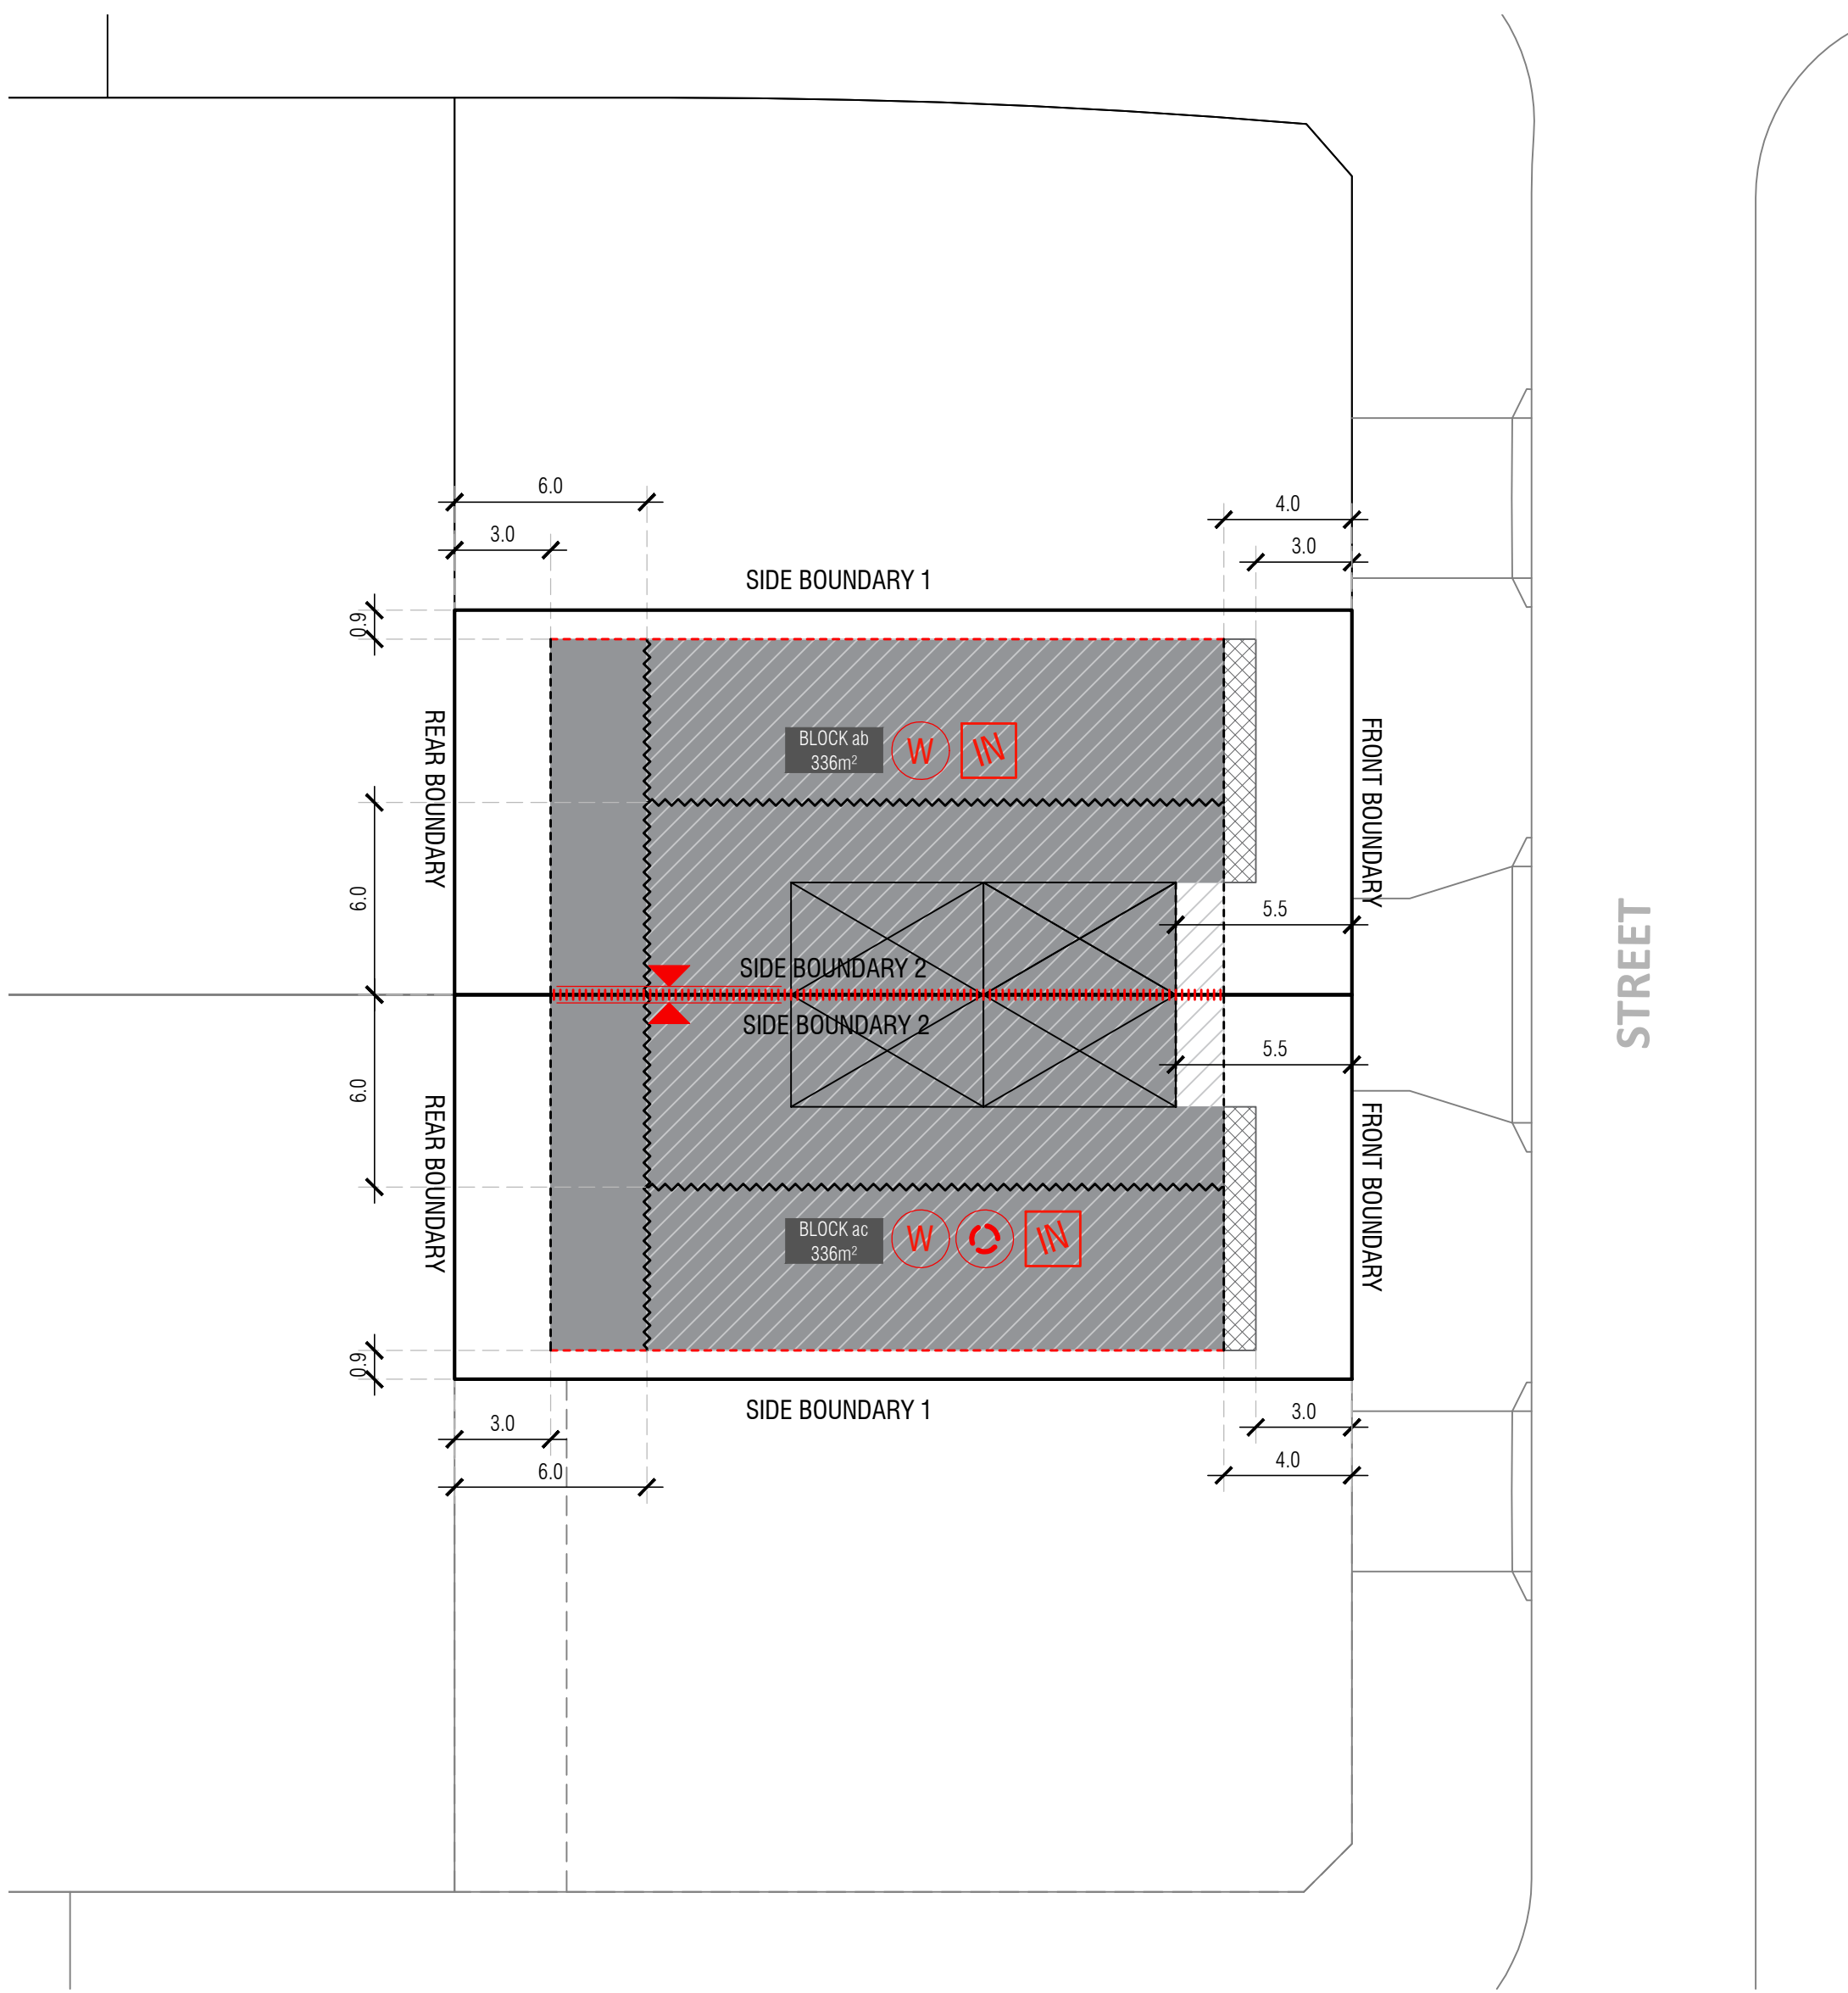 6.0
4.0
3.0
3.0
SIDE BOUNDARY 1
0.9
REAR BOUNDARY
FRONT BOUNDARY
BLOCK ab
336m²
W
IN
6.0
5.5
STREET
SIDE BOUNDARY 2
SIDE BOUNDARY 2
5.5
6.0
REAR BOUNDARY
FRONT BOUNDARY
BLOCK ac
336m²
W
IN
0.9
SIDE BOUNDARY 1
3.0
3.0
4.0
6.0